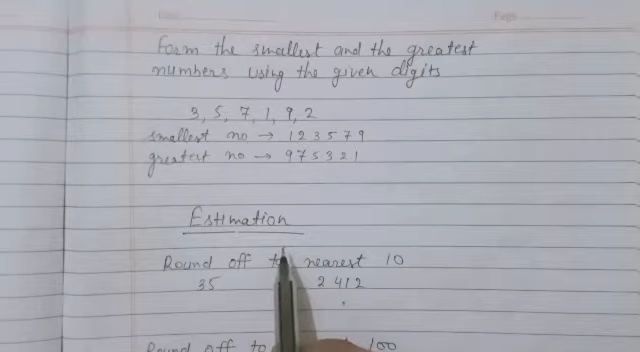 Form the smallest and the greatest
numbers using the given digits
3, 5, 7, 1, 9, 2
smallest no → 123579
greatest no → 975321
Estimation
Round off to nearest 10
35 2412
Round off to 100